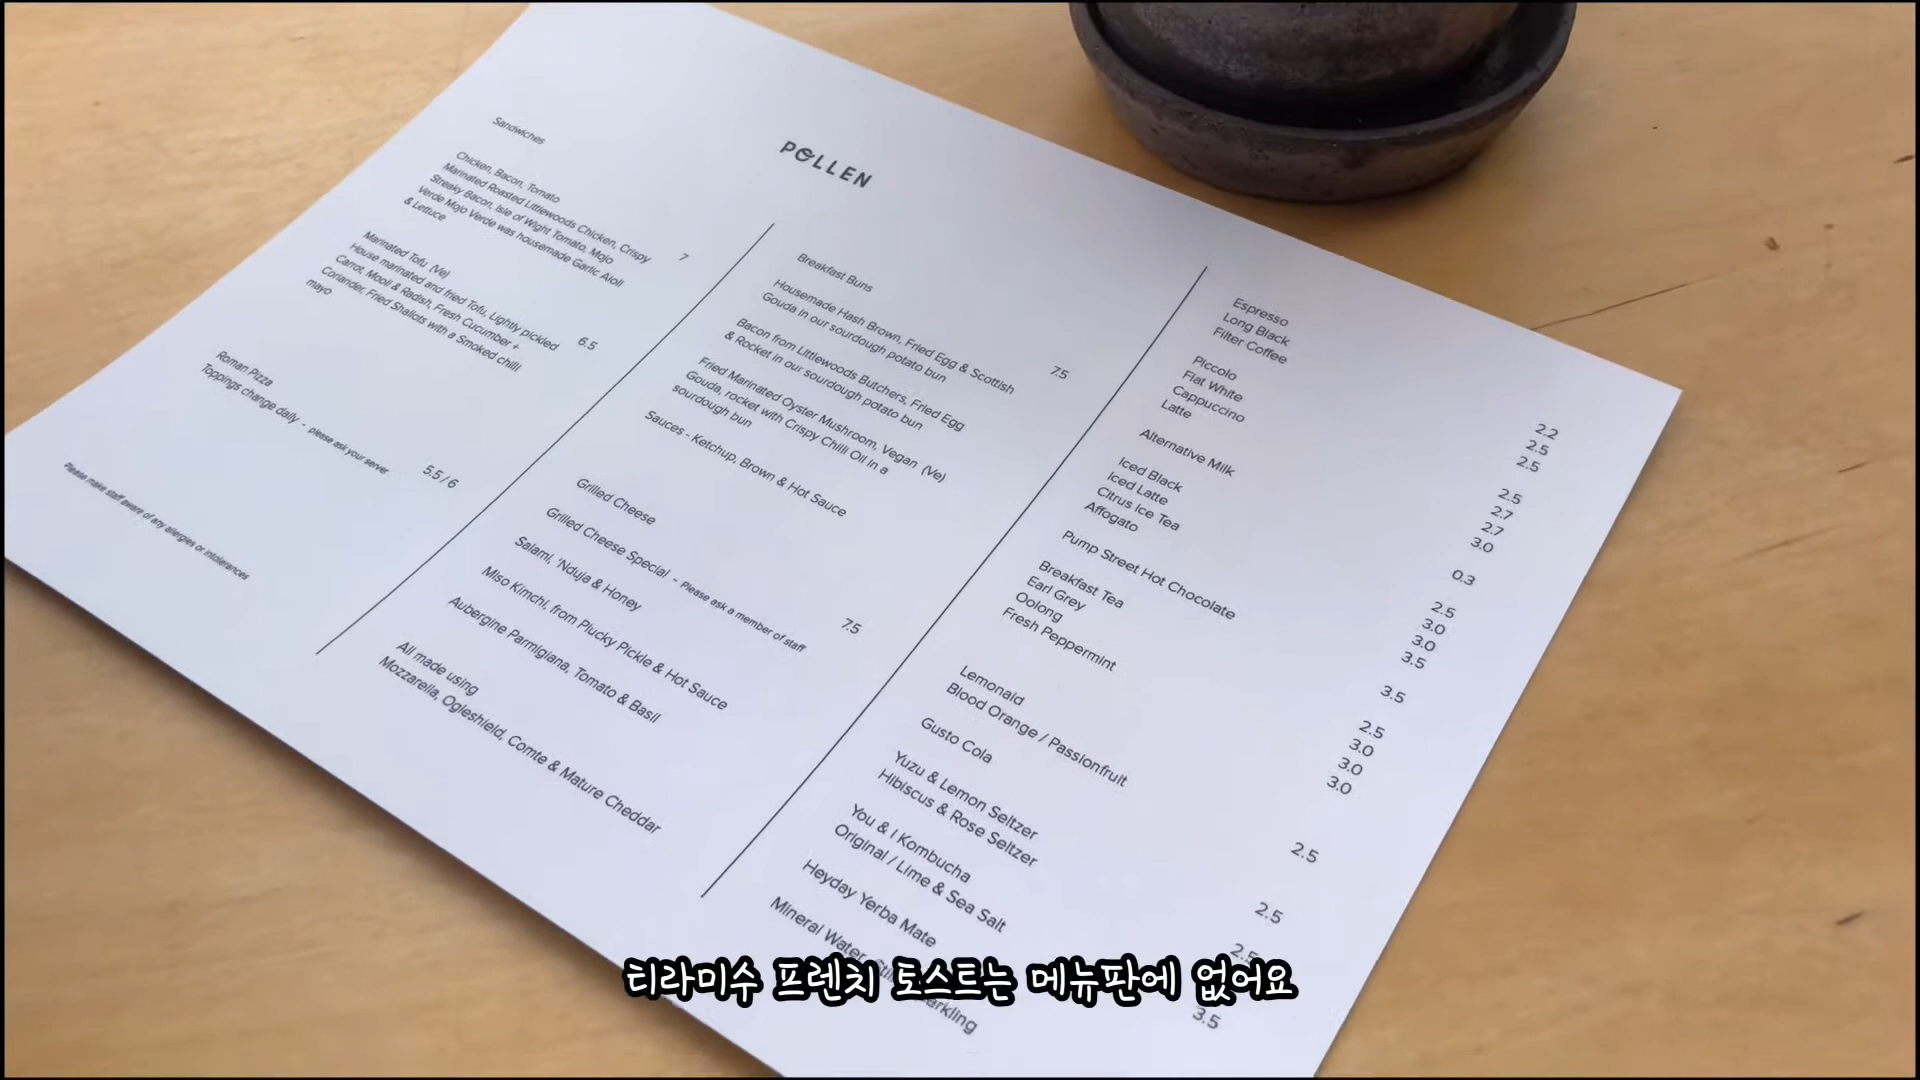 POLLEN
Sandwiches
Chicken, Bacon, Tomato
Marinated Roasted Littlewoods Chicken, Crispy
Streaky Bacon, Isle of Wight Tomato, Mojo
Verde Mojo Verde was housemade Garlic Aioli
& Lettuce
7
Marinated Tofu (Ve)
House marinated and fried Tofu, Lightly pickled
Carrot, Mooli & Radish, Fresh Cucumber +
Coriander, Fried Shallots with a Smoked chilli
mayo
6.5
Roman Pizza
Toppings change daily - please ask your server
5.5 / 6
Please make staff aware of any allergies or intolerances
Breakfast Buns
Housemade Hash Brown, Fried Egg & Scottish
Gouda in our sourdough potato bun
7.5
Bacon from Littlewoods Butchers, Fried Egg
& Rocket in our sourdough potato bun
Fried Marinated Oyster Mushroom, Vegan (Ve)
Gouda, rocket with Crispy Chilli Oil in a
sourdough bun
Sauces - Ketchup, Brown & Hot Sauce
Grilled Cheese
Grilled Cheese Special - Please ask a member of staff
7.5
Salami, 'Nduja & Honey
Miso Kimchi, from Plucky Pickle & Hot Sauce
Aubergine Parmigiana, Tomato & Basil
All made using
Mozzarella, Ogleshield, Comte & Mature Cheddar
Espresso 2.2
Long Black 2.5
Filter Coffee 2.5
Piccolo 2.5
Flat White 2.7
Cappuccino 2.7
Latte 3.0
Alternative Milk 0.3
Iced Black 2.5
Iced Latte 3.0
Citrus Ice Tea 3.0
Affogato 3.5
Pump Street Hot Chocolate 3.5
Breakfast Tea 2.5
Earl Grey 3.0
Oolong 3.0
Fresh Peppermint 3.0
Lemonaid 2.5
Blood Orange / Passionfruit
Gusto Cola 2.5
Yuzu & Lemon Seltzer 2.5
Hibiscus & Rose Seltzer
You & I Kombucha 3.5
Original / Lime & Sea Salt
Heyday Yerba Mate
Mineral Water
티라미수 프렌치 토스트는 메뉴판에 없어요